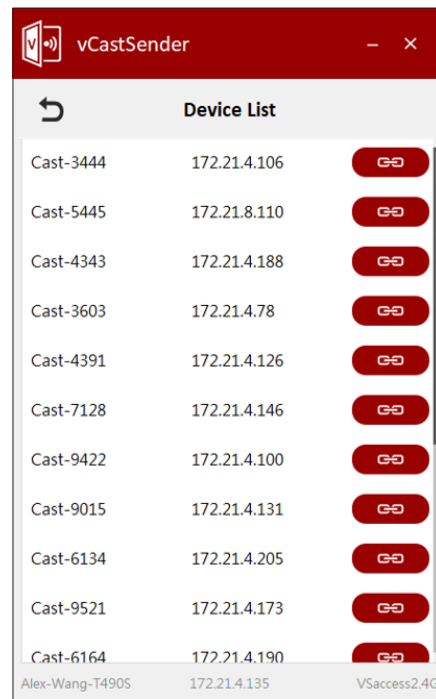 vCastSender
Device List
Cast-3444 172.21.4.106
Cast-5445 172.21.8.110
Cast-4343 172.21.4.188
Cast-3603 172.21.4.78
Cast-4391 172.21.4.126
Cast-7128 172.21.4.146
Cast-9422 172.21.4.100
Cast-9015 172.21.4.131
Cast-6134 172.21.4.205
Cast-9521 172.21.4.173
Cast-6164 172.21.4.190
Alex-Wang-T490S 172.21.4.135 VSaccess2.4G